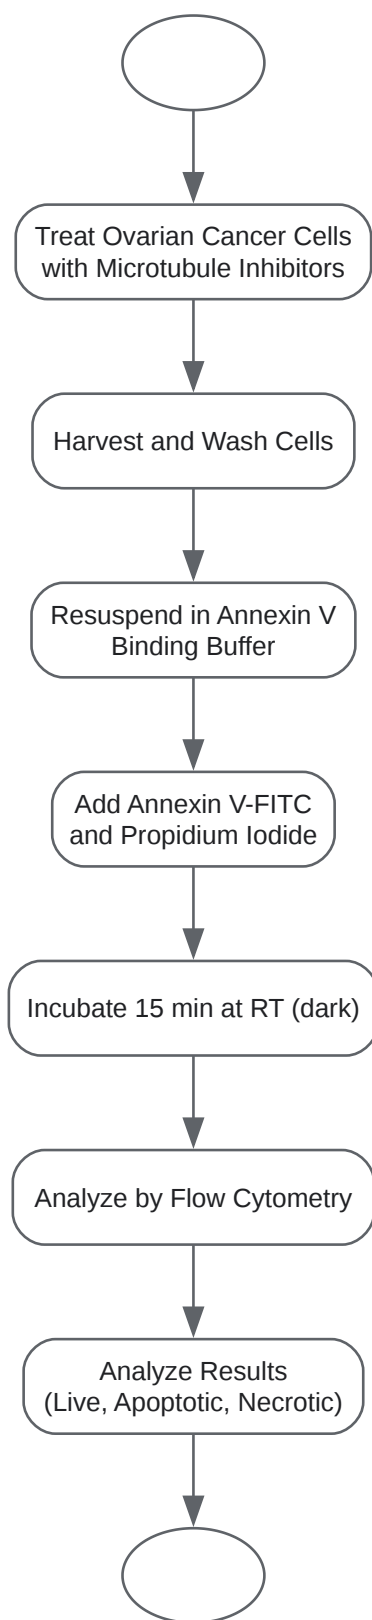 Treat Ovarian Cancer Cells
with Microtubule Inhibitors
Harvest and Wash Cells
Resuspend in Annexin V
Binding Buffer
Add Annexin V-FITC
and Propidium Iodide
Incubate 15 min at RT (dark)
Analyze by Flow Cytometry
Analyze Results
(Live, Apoptotic, Necrotic)